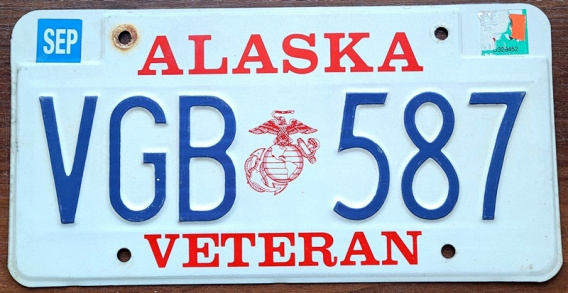 SEP
ALASKA
VGB 587
VETERAN